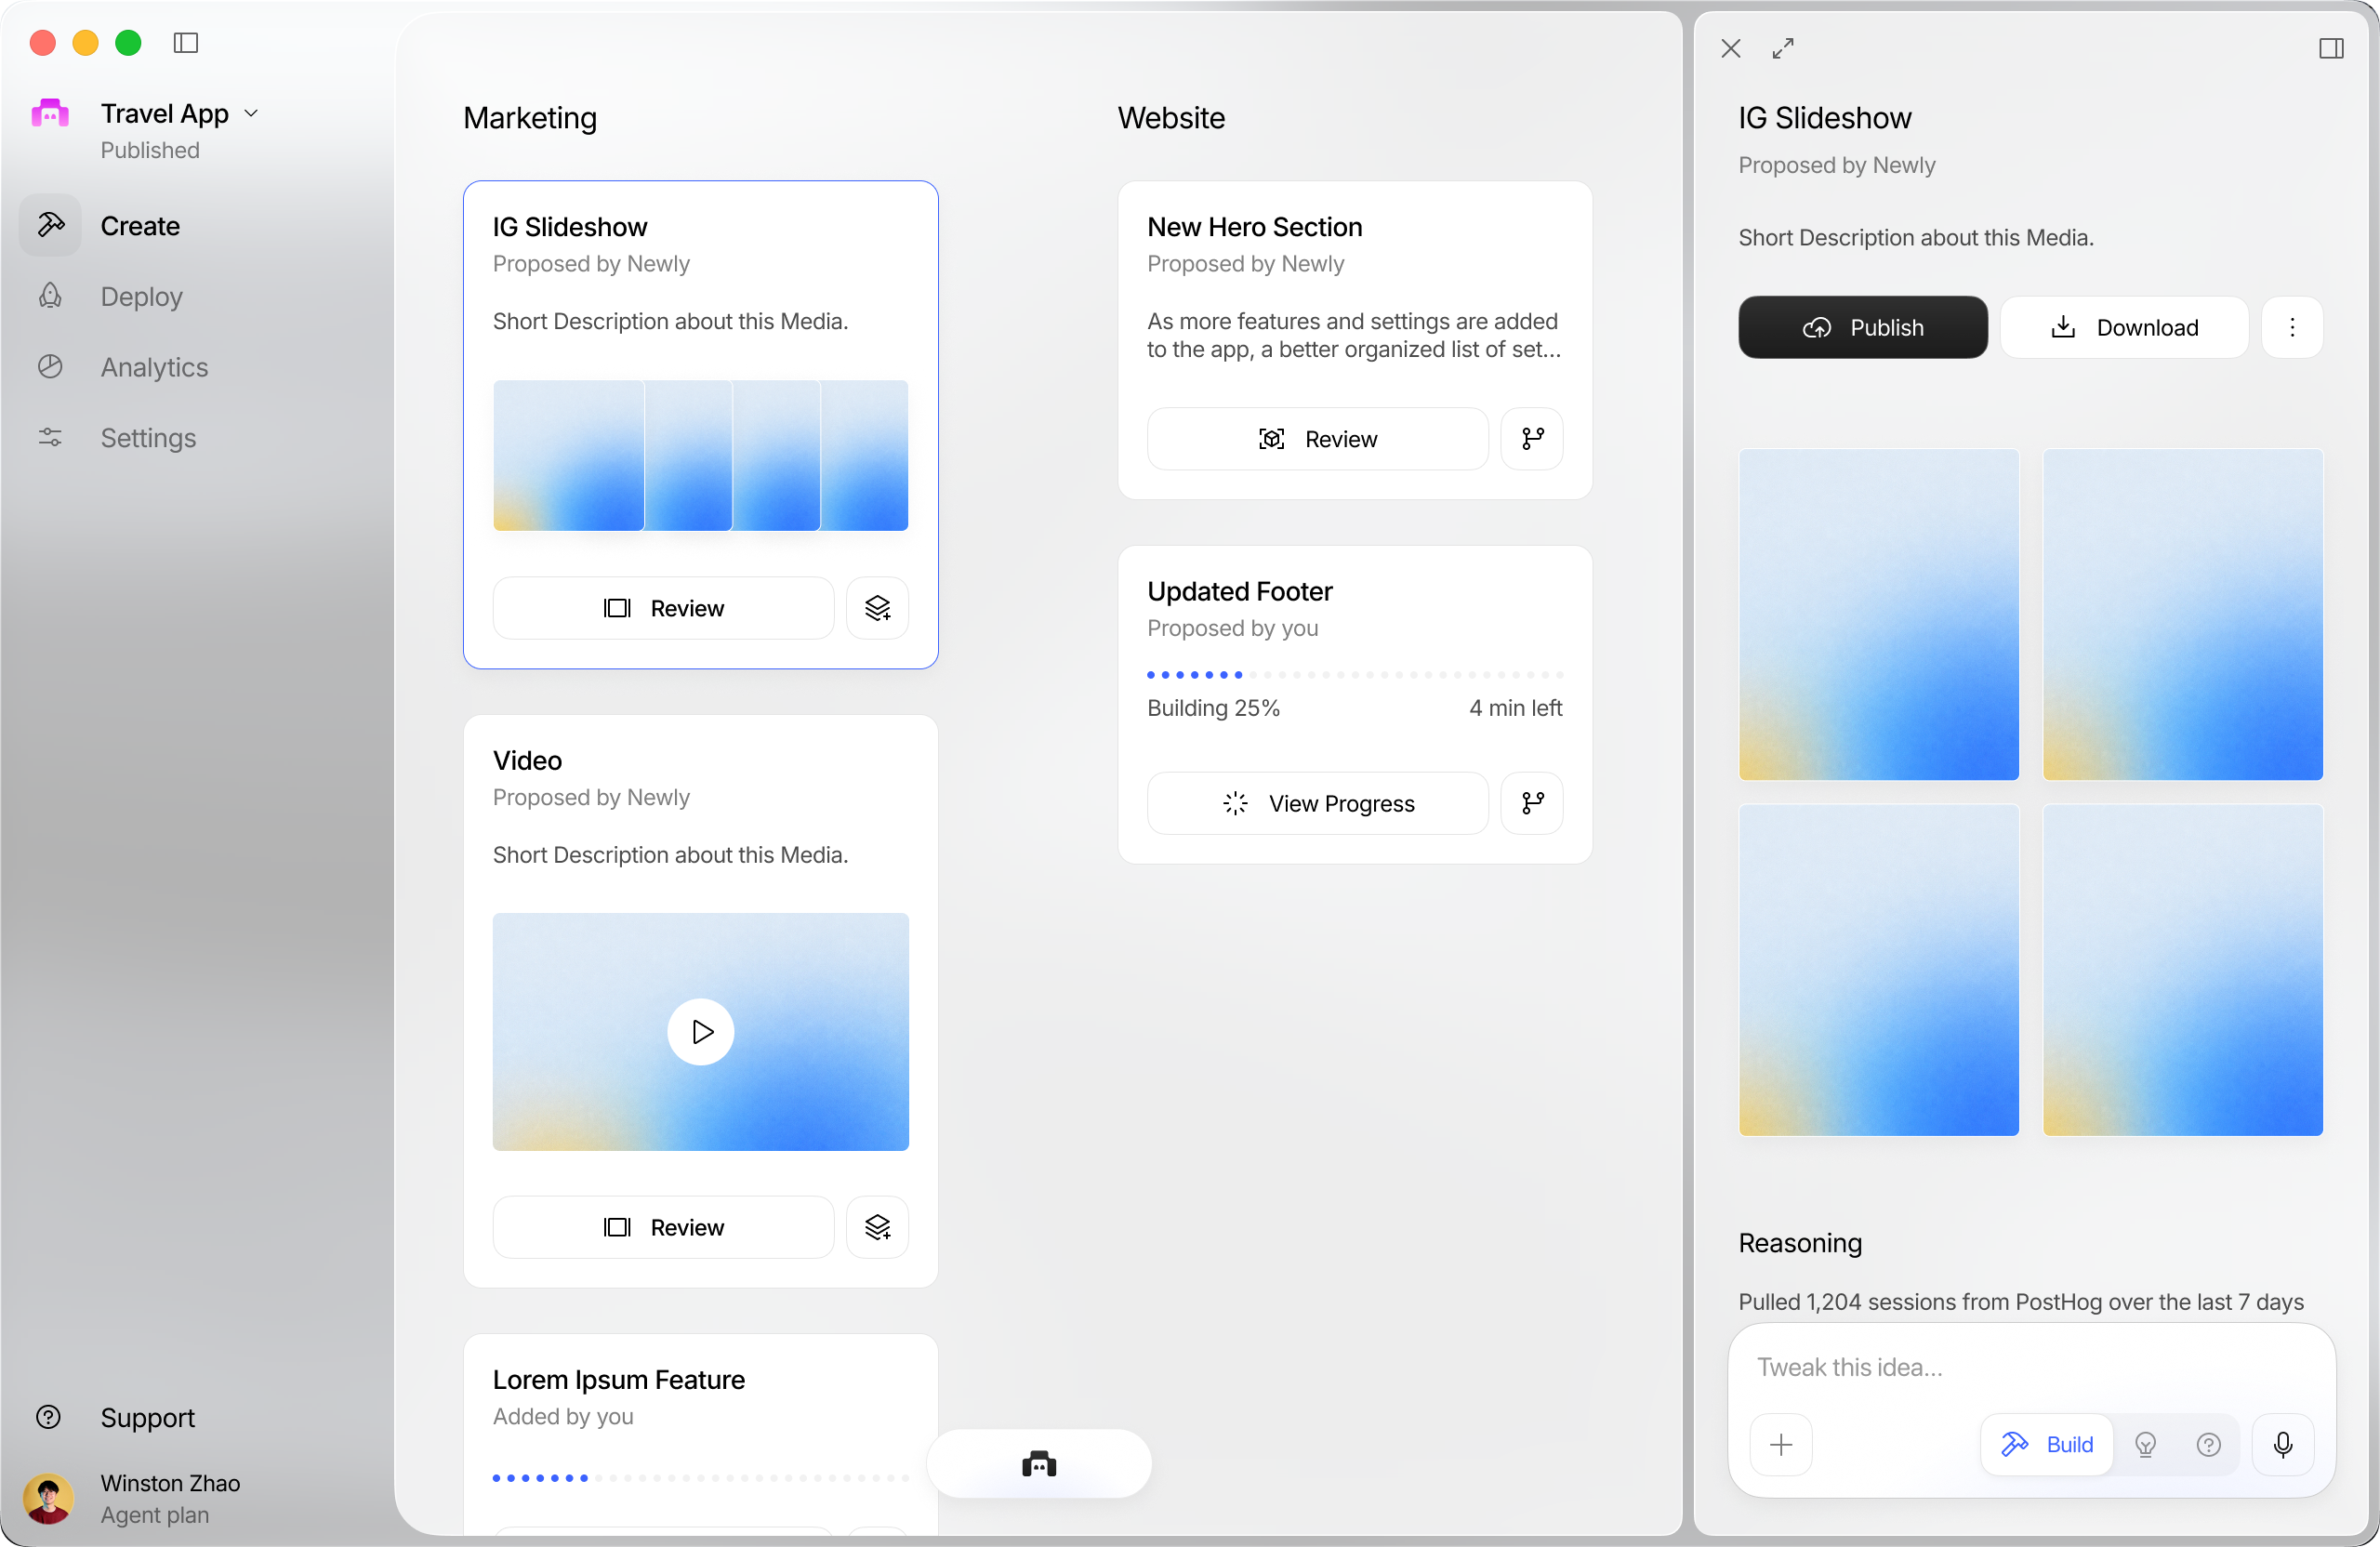 Travel App
Published
Create
Deploy
Analytics
Settings
Support
Winston Zhao
Agent plan
Marketing
IG Slideshow
Proposed by Newly
Short Description about this Media.
Review
Video
Proposed by Newly
Short Description about this Media.
Review
Lorem Ipsum Feature
Added by you
Website
New Hero Section
Proposed by Newly
As more features and settings are added
to the app, a better organized list of set...
Review
Updated Footer
Proposed by you
Building 25%
4 min left
View Progress
IG Slideshow
Proposed by Newly
Short Description about this Media.
Publish
Download
Reasoning
Pulled 1,204 sessions from PostHog over the last 7 days
Tweak this idea...
Build